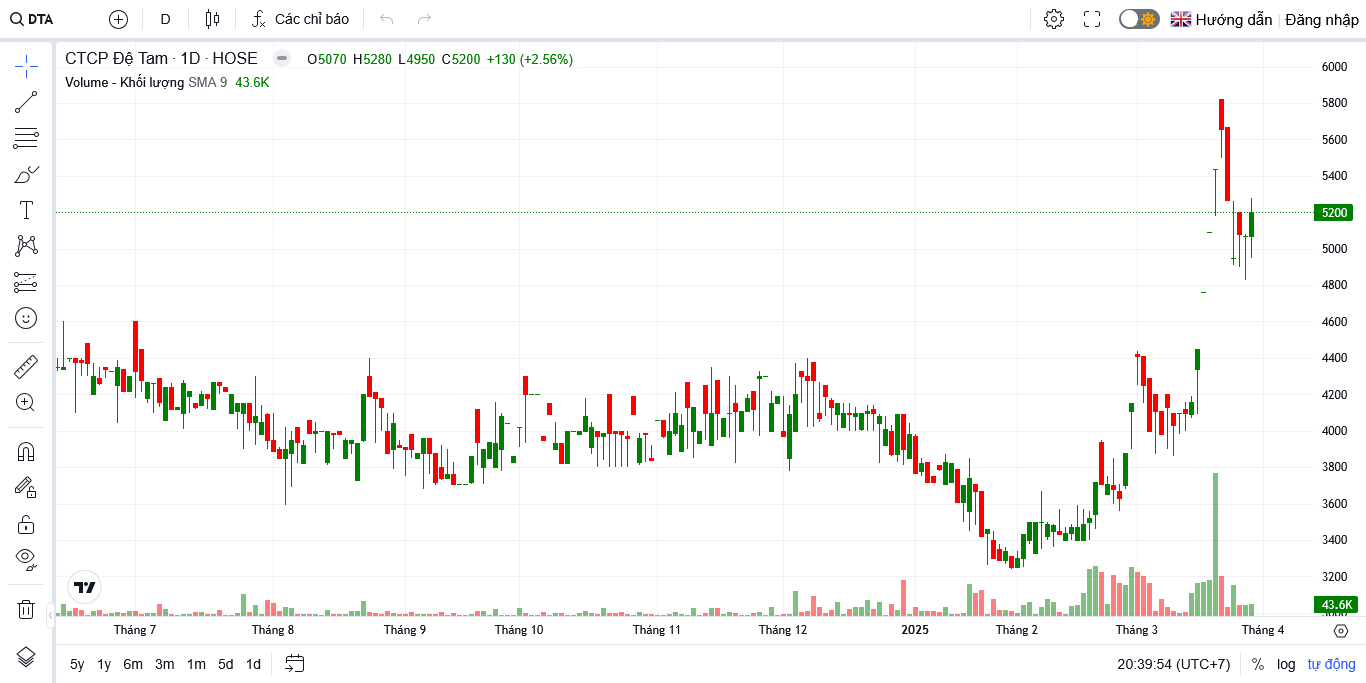 DTA D Các chỉ báo Hướng dẫn Đăng nhập
CTCP Đệ Tam · 1D · HOSE O5070 H5280 L4950 C5200 +130 (+2.56%)
Volume - Khối lượng SMA 9 43.6K
6000
5800
5600
5400
5200
5000
4800
4600
4400
4200
4000
3800
3600
3400
3200
43.6K
Tháng 7 Tháng 8 Tháng 9 Tháng 10 Tháng 11 Tháng 12 2025 Tháng 2 Tháng 3 Tháng 4
5y 1y 6m 3m 1m 5d 1d 20:39:54 (UTC+7) % log tự động